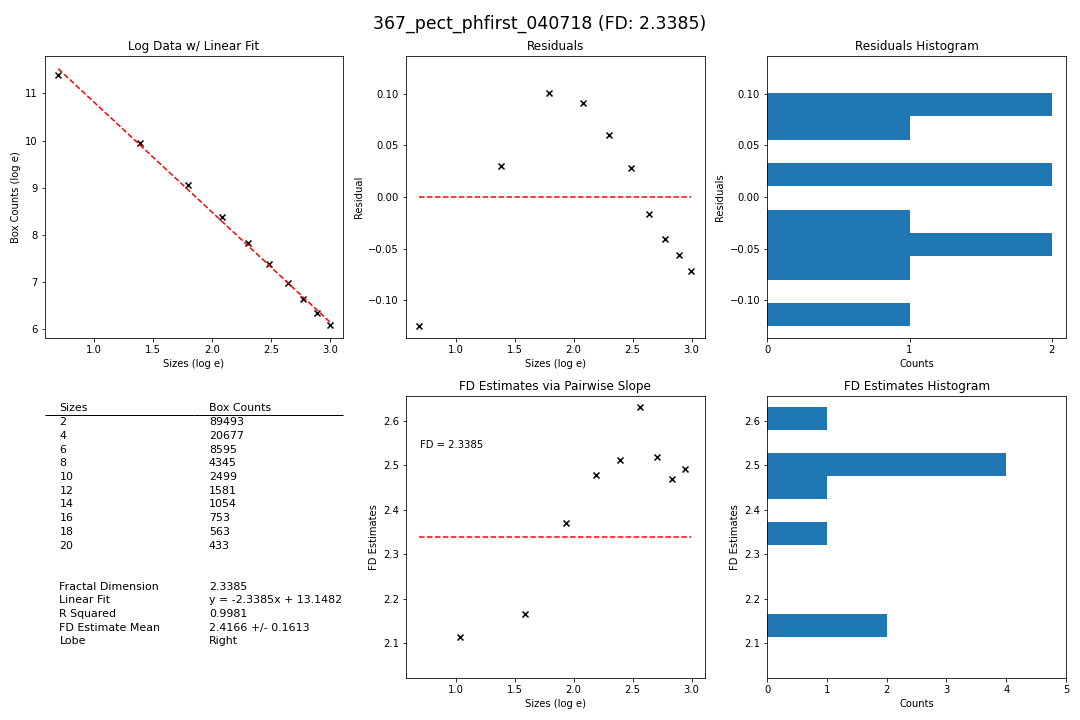 367_pect_phfirst_040718 (FD: 2.3385)
Log Data w/ Linear Fit
Box Counts (log e)
11
10
9
8
7
6
1.0 1.5 2.0 2.5 3.0
Sizes (log e)
Residuals
Residual
0.10
0.05
0.00
−0.05
−0.10
1.0 1.5 2.0 2.5 3.0
Sizes (log e)
Residuals Histogram
Residuals
0.10
0.05
0.00
−0.05
−0.10
0 1 2
Counts
Sizes Box Counts
2 89493
4 20677
6 8595
8 4345
10 2499
12 1581
14 1054
16 753
18 563
20 433
Fractal Dimension 2.3385
Linear Fit y = -2.3385x + 13.1482
R Squared 0.9981
FD Estimate Mean 2.4166 +/- 0.1613
Lobe Right
FD Estimates via Pairwise Slope
FD Estimates
2.6
2.5
2.4
2.3
2.2
2.1
FD = 2.3385
1.0 1.5 2.0 2.5 3.0
Sizes (log e)
FD Estimates Histogram
FD Estimates
2.6
2.5
2.4
2.3
2.2
2.1
0 1 2 3 4 5
Counts